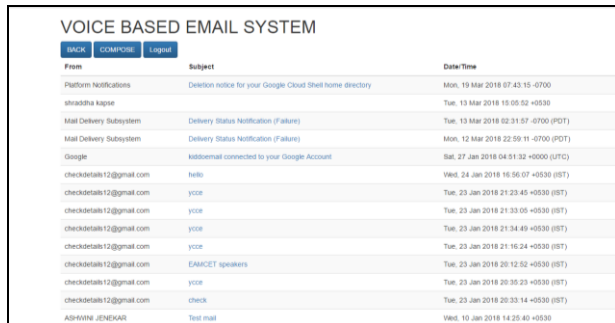 VOICE BASED EMAIL SYSTEM
BACK COMPOSE Logout
From Subject Date/Time
Platform Notifications Deletion notice for your Google Cloud Shell home directory Mon, 19 Mar 2018 07:43:15 -0700
shraddha kapse Tue, 13 Mar 2018 15:05:52 +0530
Mail Delivery Subsystem Delivery Status Notification (Failure) Tue, 13 Mar 2018 02:31:57 -0700 (PDT)
Mail Delivery Subsystem Delivery Status Notification (Failure) Mon, 12 Mar 2018 22:59:11 -0700 (PDT)
Google kiddoemail connected to your Google Account Sat, 27 Jan 2018 04:51:32 +0000 (UTC)
checkdetails12@gmail.com hello Wed, 24 Jan 2018 16:56:07 +0530 (IST)
checkdetails12@gmail.com ycce Tue, 23 Jan 2018 21:23:45 +0530 (IST)
checkdetails12@gmail.com ycce Tue, 23 Jan 2018 21:33:05 +0530 (IST)
checkdetails12@gmail.com ycce Tue, 23 Jan 2018 21:34:49 +0530 (IST)
checkdetails12@gmail.com ycce Tue, 23 Jan 2018 21:16:24 +0530 (IST)
checkdetails12@gmail.com EAMCET speakers Tue, 23 Jan 2018 20:12:52 +0530 (IST)
checkdetails12@gmail.com ycce Tue, 23 Jan 2018 20:35:23 +0530 (IST)
checkdetails12@gmail.com check Tue, 23 Jan 2018 20:33:14 +0530 (IST)
ASHWINI JENEKAR Test mail Wed, 10 Jan 2018 14:25:40 +0530